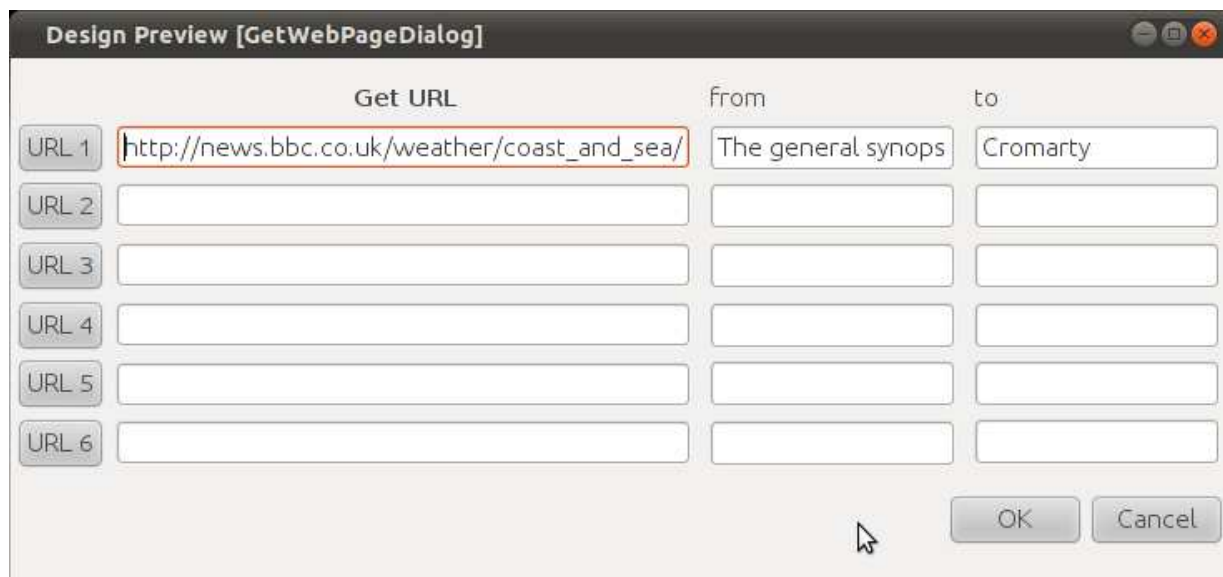 Design Preview [GetWebPageDialog]
Get URL from to
URL 1 http://news.bbc.co.uk/weather/coast_and_sea/ The general synops Cromarty
URL 2
URL 3
URL 4
URL 5
URL 6
OK Cancel